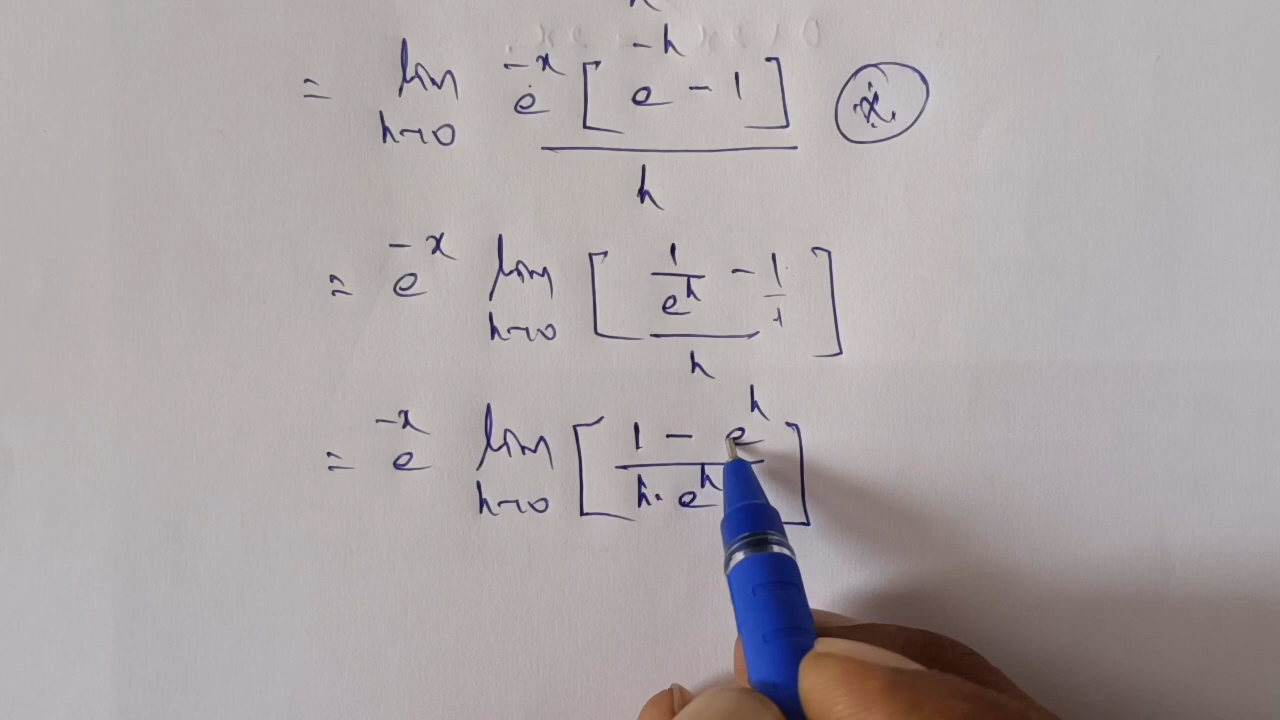 = lim h→0 e^{-x} [ e^{-h} - 1 ] / h (x)
= e^{-x} lim h→0 [ (1/e^h - 1/1) / h ]
= e^{-x} lim h→0 [ (1 - e^h) / (h · e^h) ]